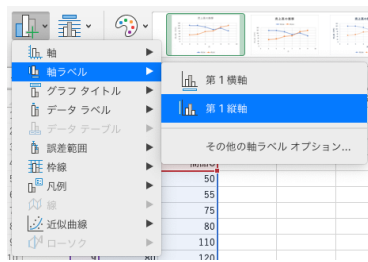 軸
軸ラベル
グラフ タイトル
データ ラベル
データ テーブル
誤差範囲
枠線
凡例
線
近似曲線
ローソク
第 1 横軸
第 1 縦軸
その他の軸ラベル オプション...
50
55
75
80
110
9 80 120